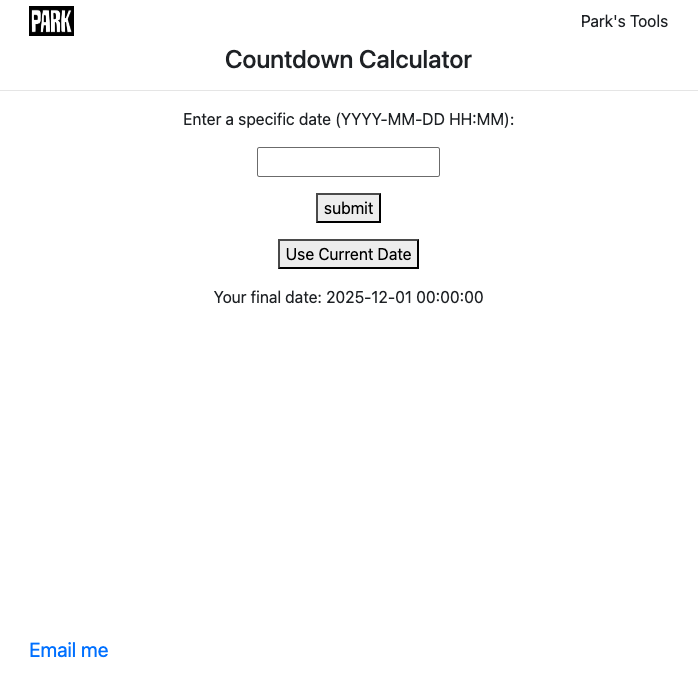 PARK
Park's Tools
Countdown Calculator
Enter a specific date (YYYY-MM-DD HH:MM):
submit
Use Current Date
Your final date: 2025-12-01 00:00:00
Email me